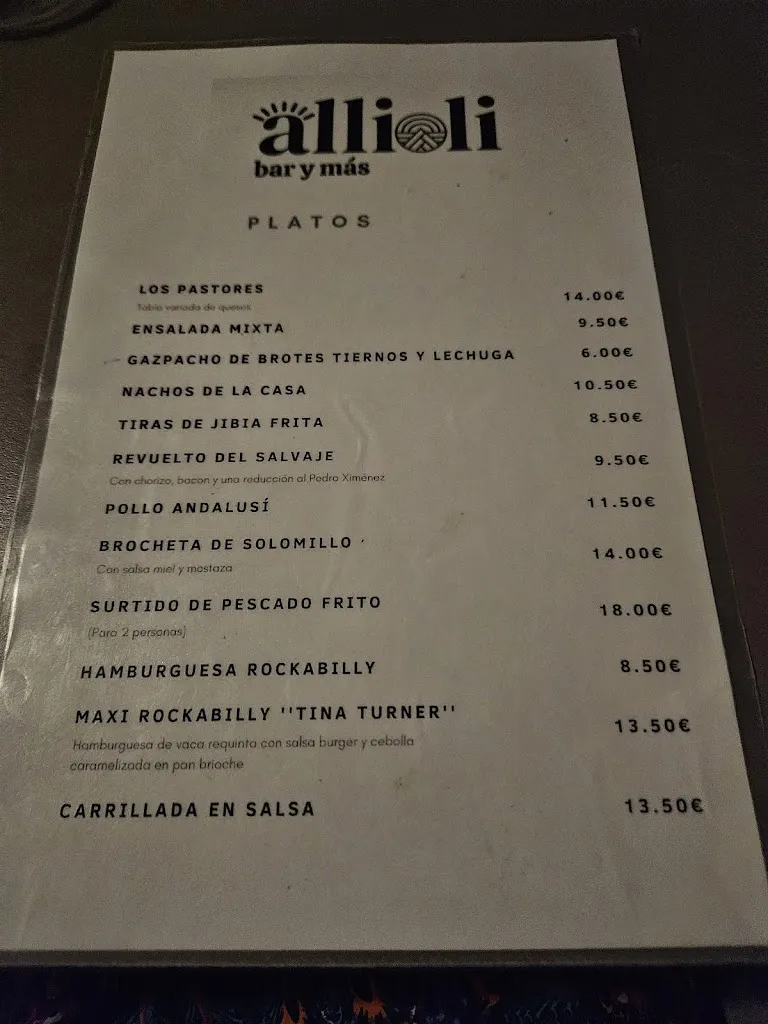 allioli
bar y más
PLATOS
LOS PASTORES 14.00€
Tabla variada de quesos
ENSALADA MIXTA 9.50€
GAZPACHO DE BROTES TIERNOS Y LECHUGA 6.00€
NACHOS DE LA CASA 10.50€
TIRAS DE JIBIA FRITA 8.50€
REVUELTO DEL SALVAJE 9.50€
Con chorizo, bacon y una reducción al Pedro Ximénez
POLLO ANDALUSÍ 11.50€
BROCHETA DE SOLOMILLO 14.00€
Con salsa miel y mostaza
SURTIDO DE PESCADO FRITO 18.00€
(Para 2 personas)
HAMBURGUESA ROCKABILLY 8.50€
MAXI ROCKABILLY ''TINA TURNER'' 13.50€
Hamburguesa de vaca requinta con salsa burger y cebolla
caramelizada en pan brioche
CARRILLADA EN SALSA 13.50€